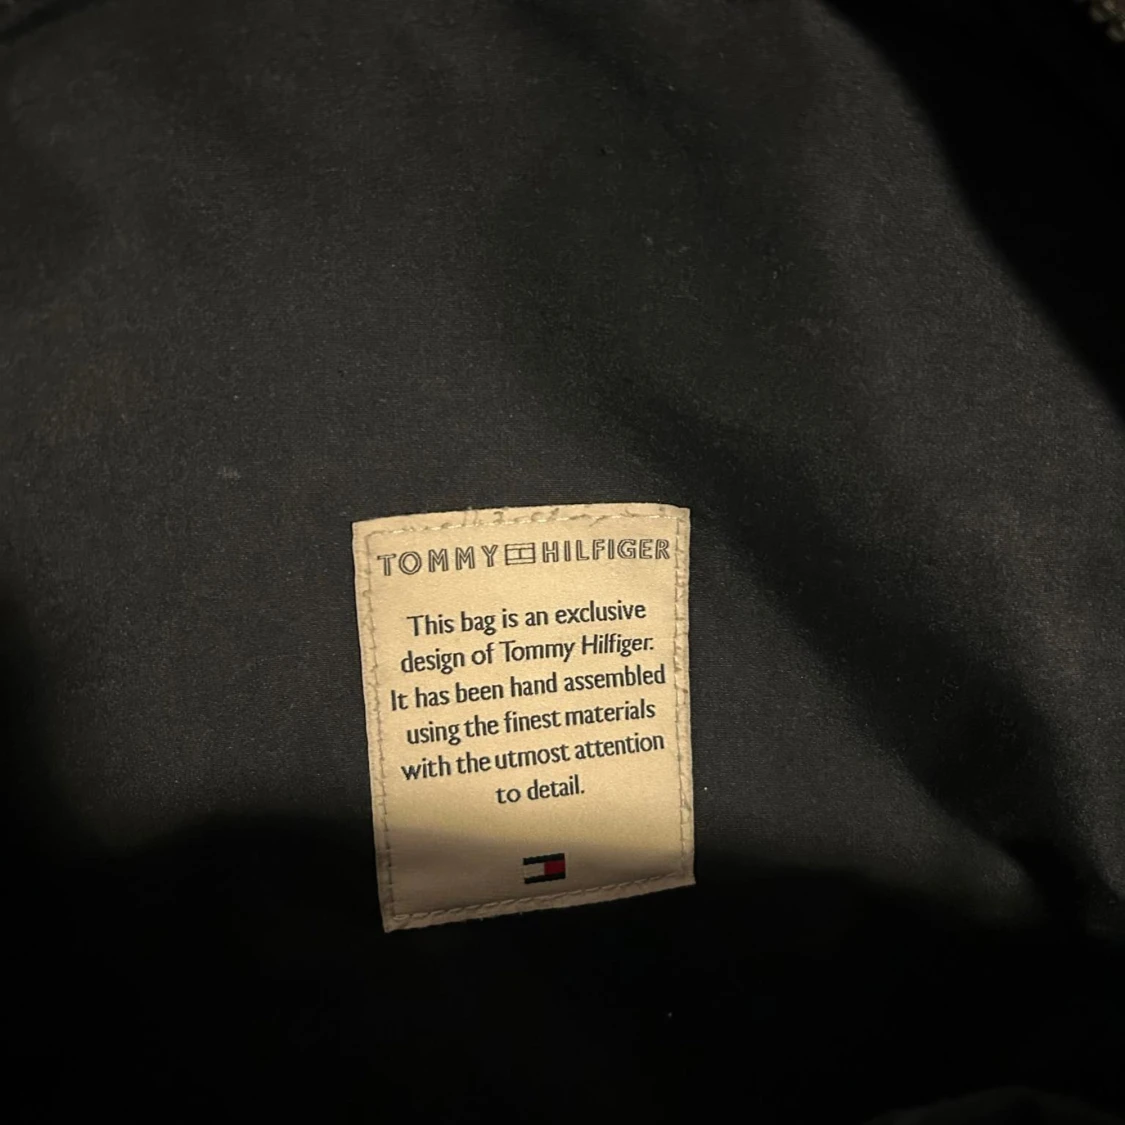 TOMMY HILFIGER
This bag is an exclusive
design of Tommy Hilfiger.
It has been hand assembled
using the finest materials
with the utmost attention
to detail.